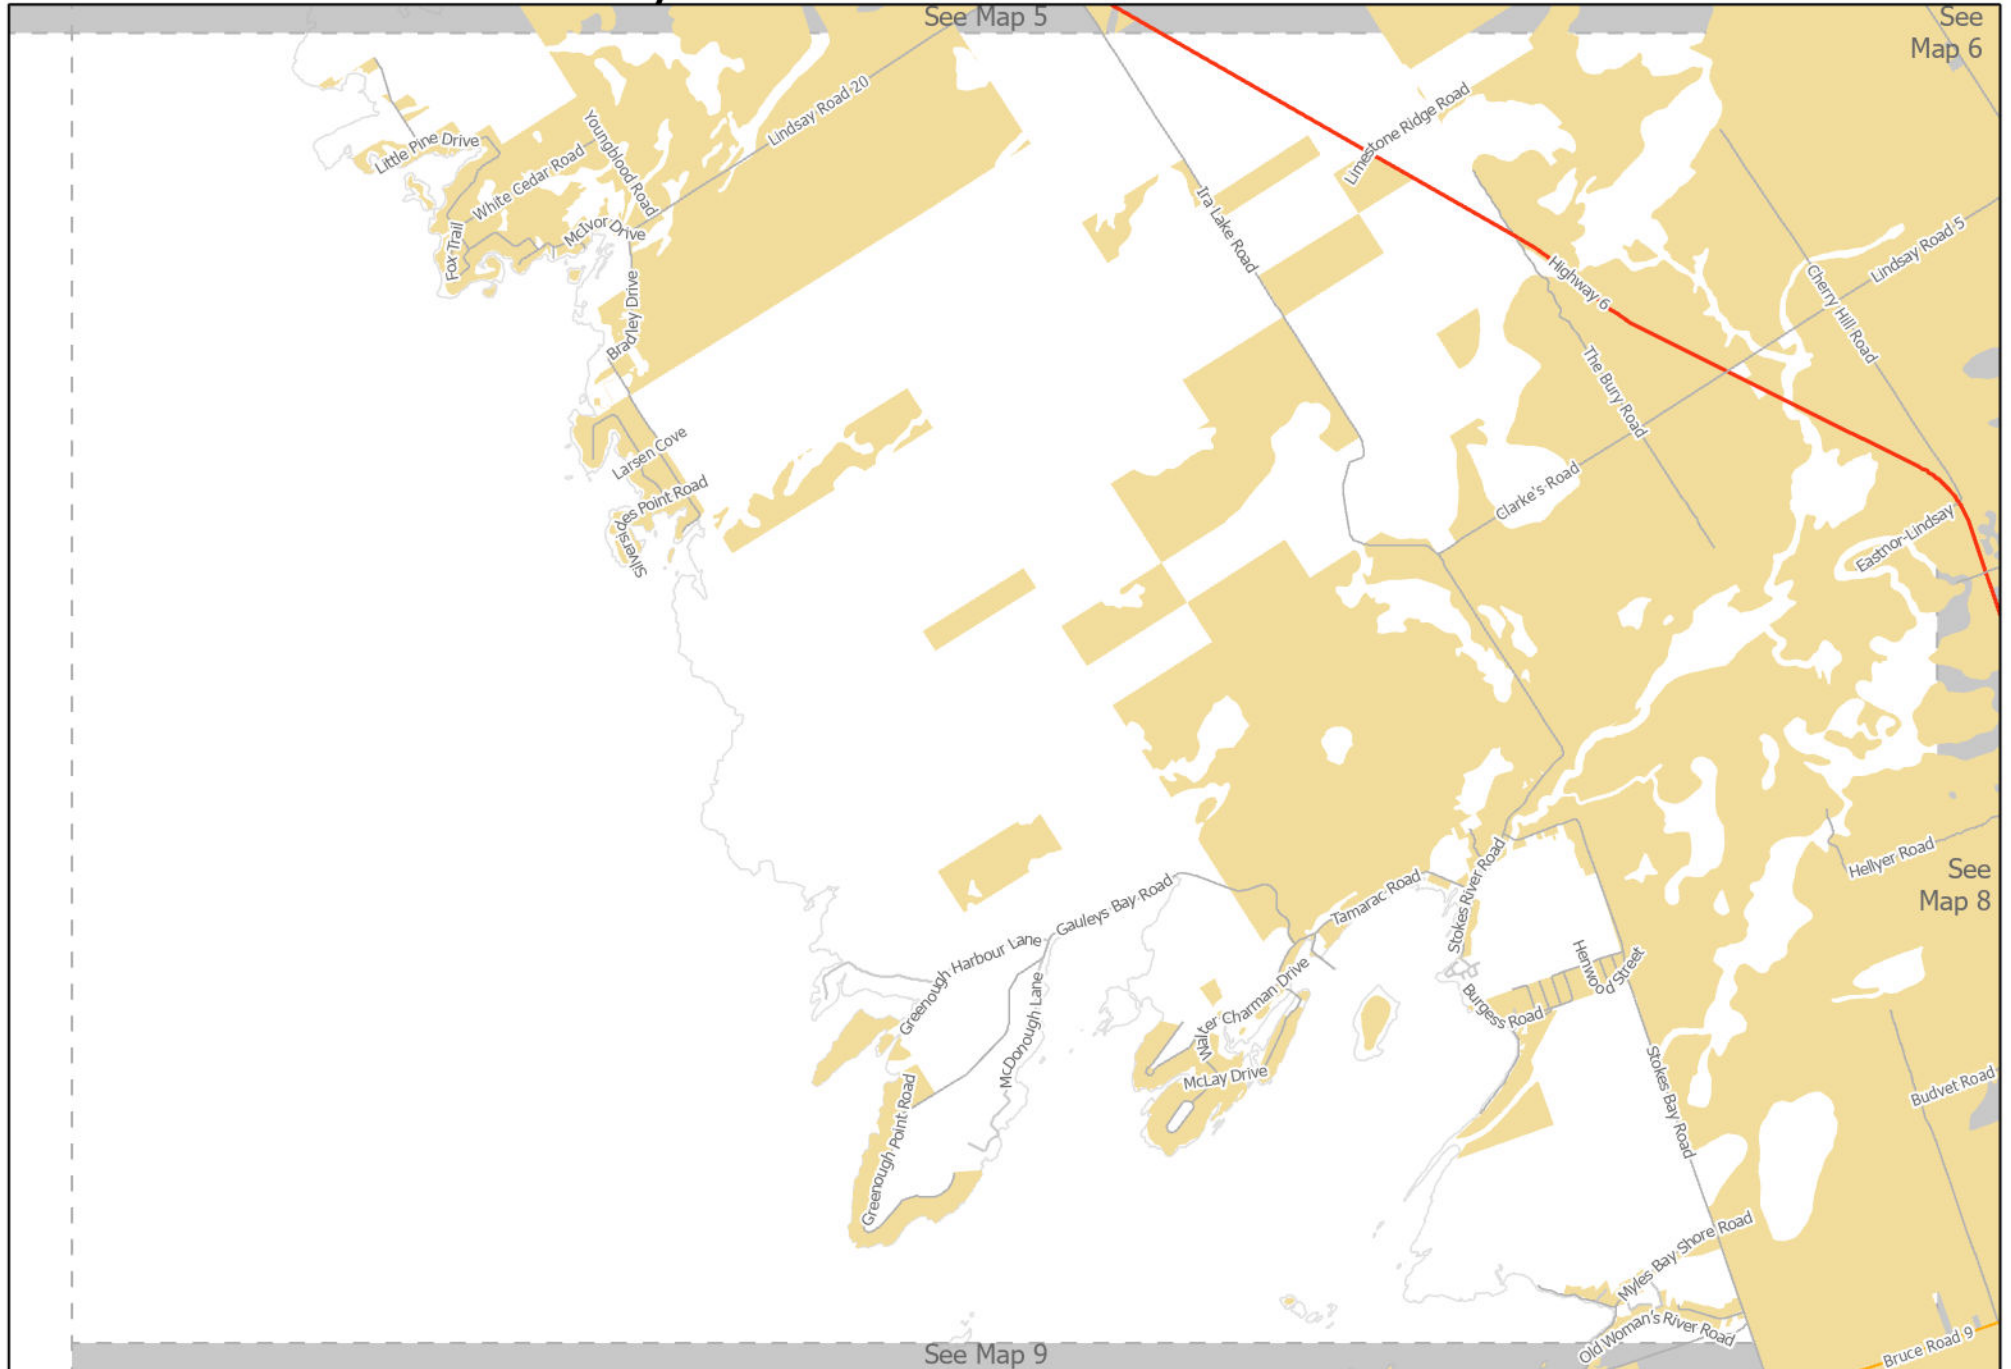 See Map 5
See
Map 6
Lindsay Road 20
Youngblood Road
Little Pine Drive
White Cedar Road
McIvor Drive
Fox Trail
Bradley Drive
Limestone Ridge Road
Ira Lake Road
Highway 6
Lindsay Road 5
Cherry Hill Road
The Bury Road
Larsen Cove
Silversides Point Road
Clarke's Road
Eastnor-Lindsay
Hellyer Road
See
Map 8
Stokes River Road
Tamarac Road
Gauleys Bay Road
Greenough Harbour Lane
McDonough Lane
Walter Charman Drive
McLay Drive
Henwood Street
Burgess Road
Greenough Point Road
Stokes Bay Road
Budvet Road
Myles Bay Shore Road
Old Woman's River Road
Bruce Road 9
See Map 9